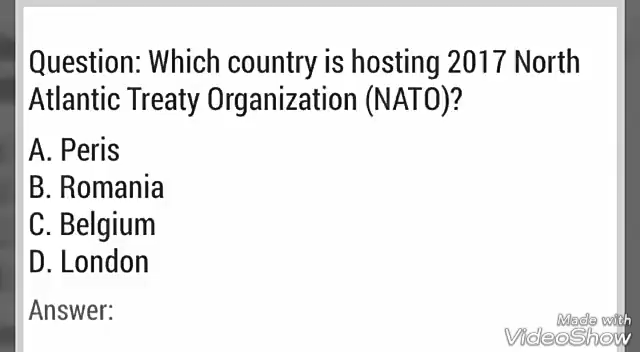 Question: Which country is hosting 2017 North
Atlantic Treaty Organization (NATO)?
A. Peris
B. Romania
C. Belgium
D. London
Answer:
Made with
VideoShow